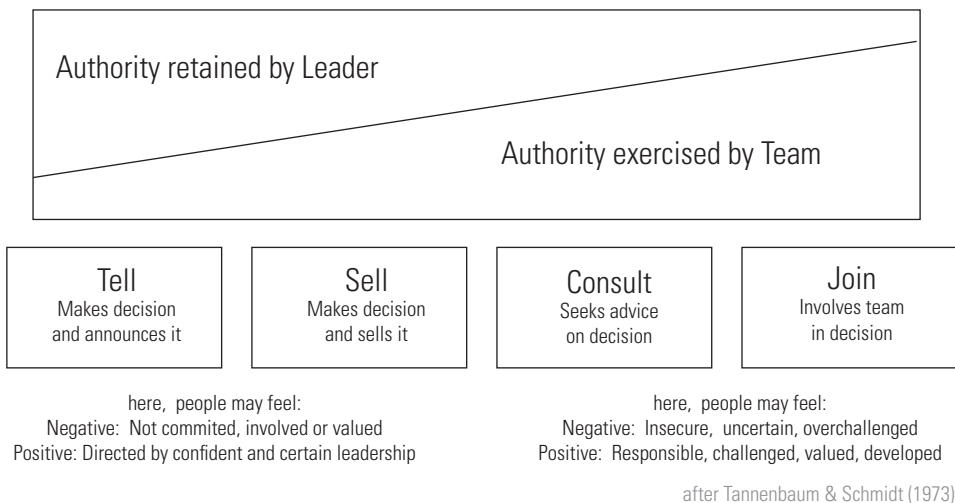 Authority retained by Leader
Authority exercised by Team
Tell
Makes decision
and announces it
Sell
Makes decision
and sells it
Consult
Seeks advice
on decision
Join
Involves team
in decision
here, people may feel:
Negative: Not commited, involved or valued
Positive: Directed by confident and certain leadership
here, people may feel:
Negative: Insecure, uncertain, overchallenged
Positive: Responsible, challenged, valued, developed
after Tannenbaum & Schmidt (1973)